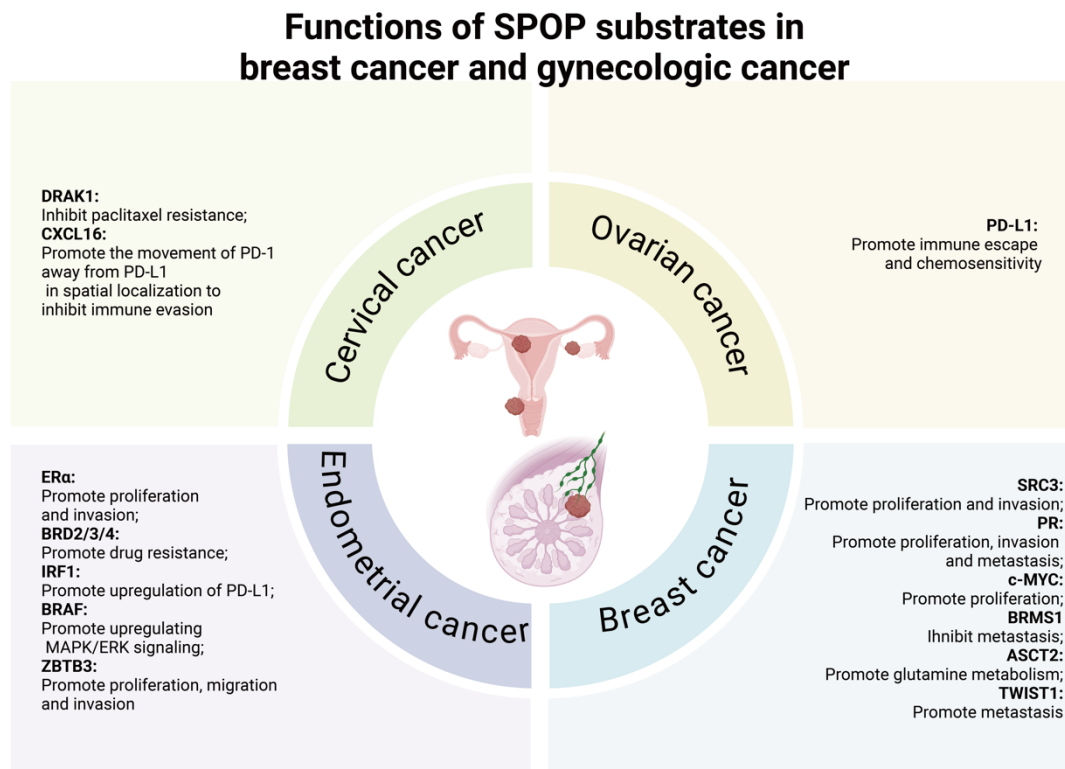 Functions of SPOP substrates in
breast cancer and gynecologic cancer
DRAK1:
Inhibit paclitaxel resistance;
CXCL16:
Promote the movement of PD-1
away from PD-L1
in spatial localization to
inhibit immune evasion
Cervical cancer
Ovarian cancer
PD-L1:
Promote immune escape
and chemosensitivity
ERα:
Promote proliferation
and invasion;
BRD2/3/4:
Promote drug resistance;
IRF1:
Promote upregulation of PD-L1;
BRAF:
Promote upregulating
MAPK/ERK signaling;
ZBTB3:
Promote proliferation, migration
and invasion
Endometrial cancer
Breast cancer
SRC3:
Promote proliferation and invasion;
PR:
Promote proliferation, invasion
and metastasis;
c-MYC:
Promote proliferation;
BRMS1
Ihnibit metastasis;
ASCT2:
Promote glutamine metabolism;
TWIST1:
Promote metastasis